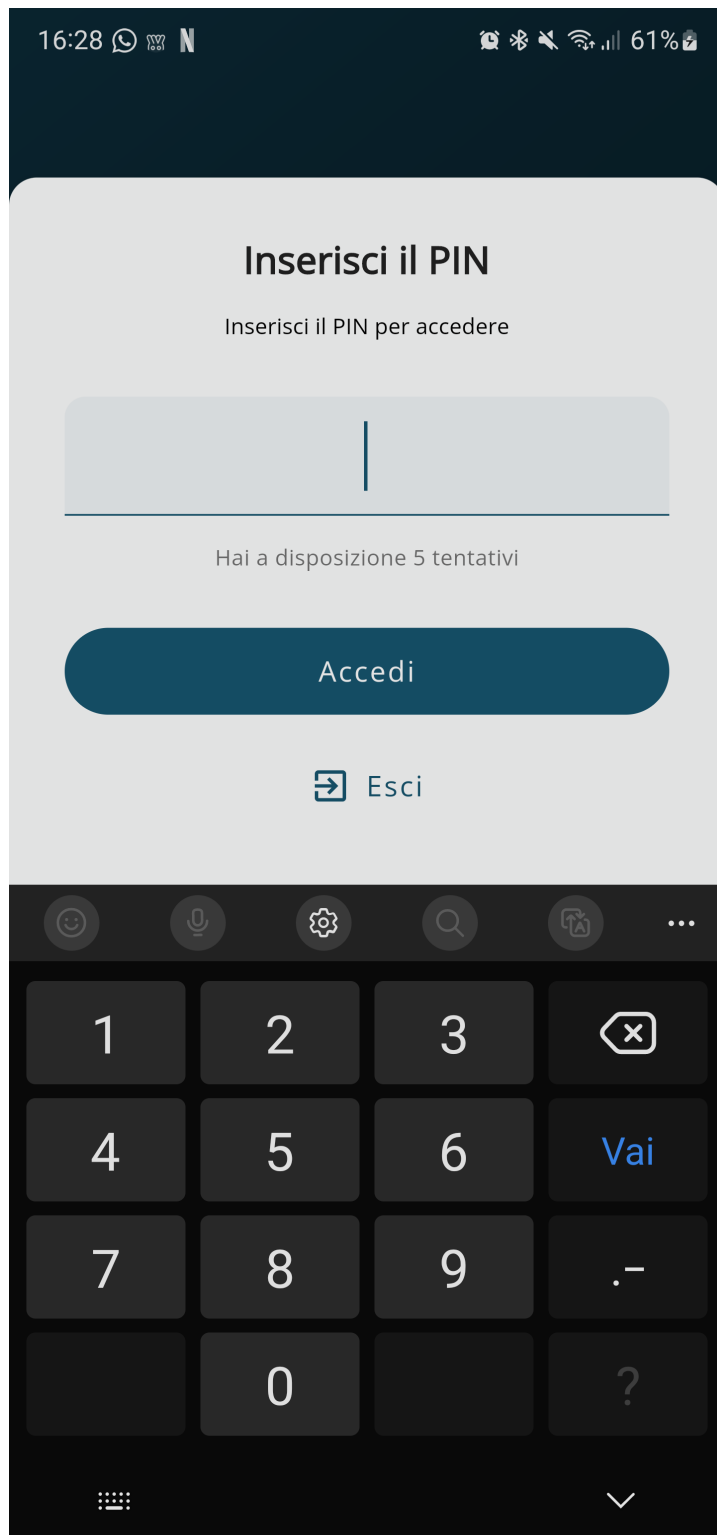 16:28
61%
Inserisci il PIN
Inserisci il PIN per accedere
Hai a disposizione 5 tentativi
Accedi
Esci
1 2 3
4 5 6 Vai
7 8 9 .-
0 ?